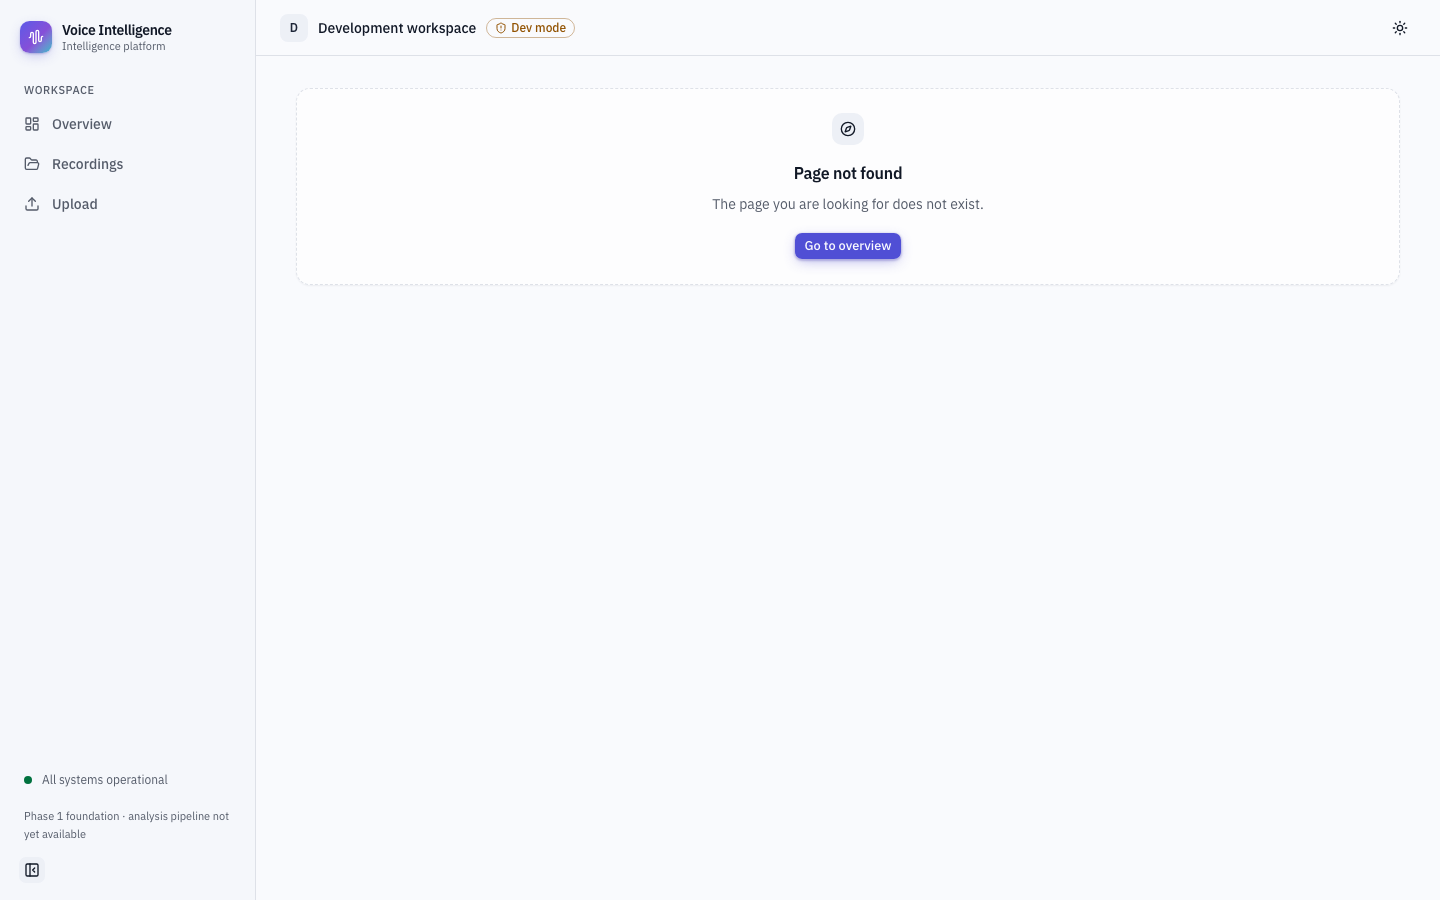 Voice Intelligence
Intelligence platform
WORKSPACE
Overview
Recordings
Upload
All systems operational
Phase 1 foundation · analysis pipeline not
yet available
D Development workspace Dev mode
Page not found
The page you are looking for does not exist.
Go to overview